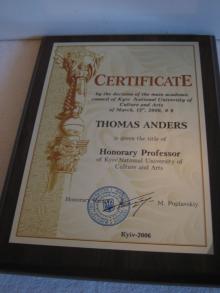 CERTIFICATE
by the decision of the main academic
council of Kyiv National University of
Culture and Arts
of March, 13th, 2006, # 8
THOMAS ANDERS
is given the title of
Honorary Professor
of Kyiv National University of
Culture and Arts
Honorary M. Poplavskiy
Kyiv-2006